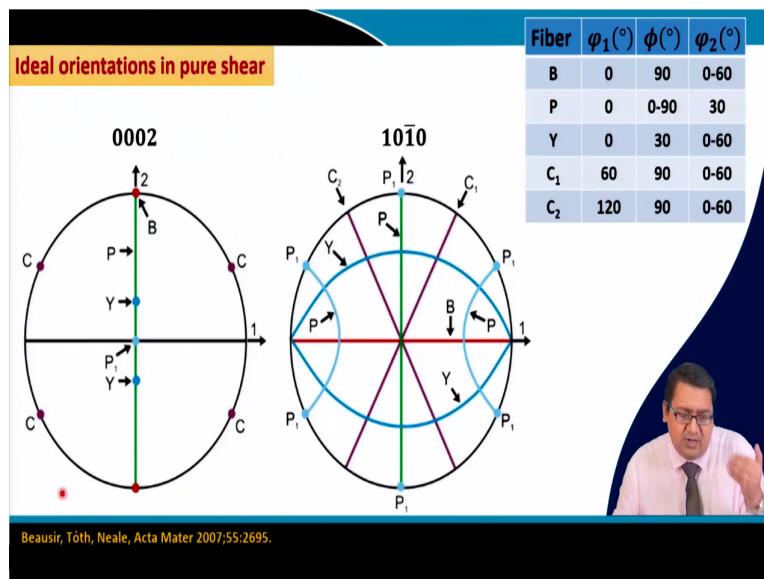 Ideal orientations in pure shear
Fiber φ₁(°) ϕ(°) φ₂(°)
B 0 90 0-60
P 0 0-90 30
Y 0 30 0-60
C₁ 60 90 0-60
C₂ 120 90 0-60
0002
2
B
C
C
P
Y
1
P₁
Y
C
C
101̅0
C₂
P₁
2
C₁
P
Y
P₁
P₁
B
P
P
1
Y
P₁
P₁
P₁
Beausir, Tóth, Neale, Acta Mater 2007;55:2695.